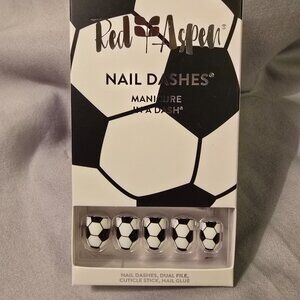 Red Aspen®
NAIL DASHES®
MANICURE
IN A DASH®
NAIL DASHES, DUAL FILE,
CUTICLE STICK, NAIL GLUE